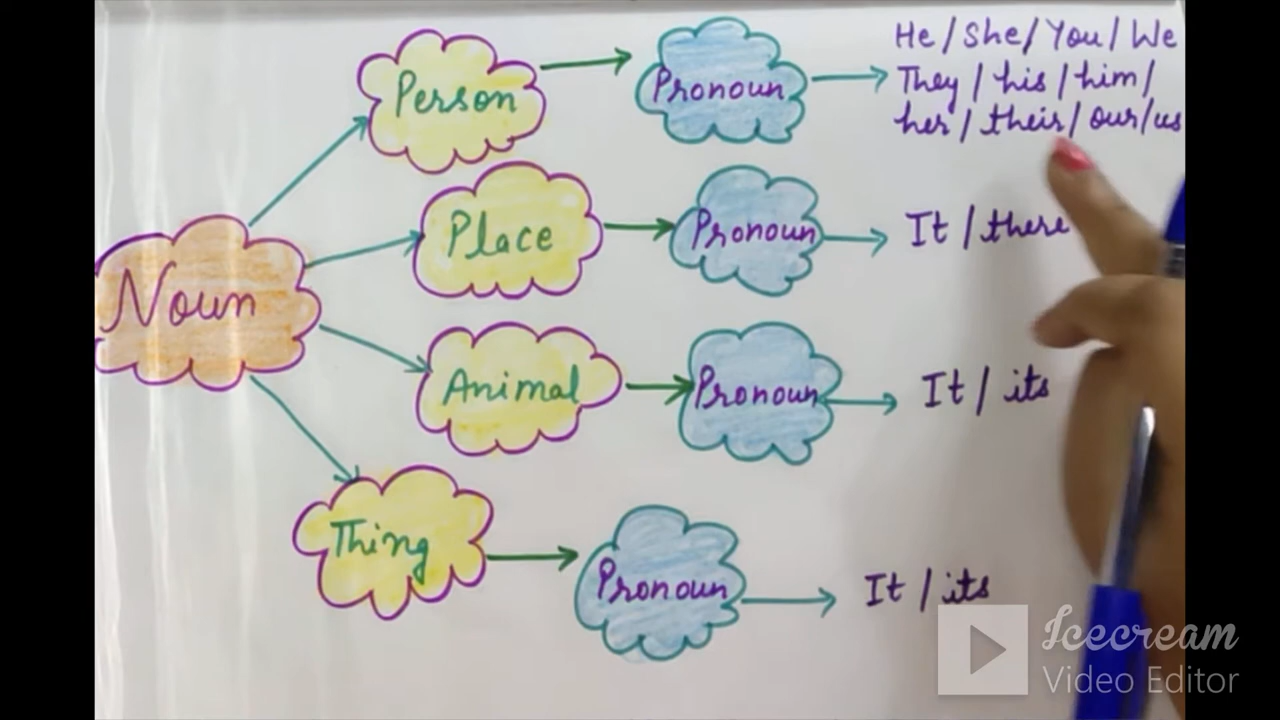 Noun
Person
Pronoun
He / She / You / We
They / his / him /
her / their / our / us
Place
Pronoun
It / there
Animal
Pronoun
It / its
Thing
Pronoun
It / its
Icecream
Video Editor